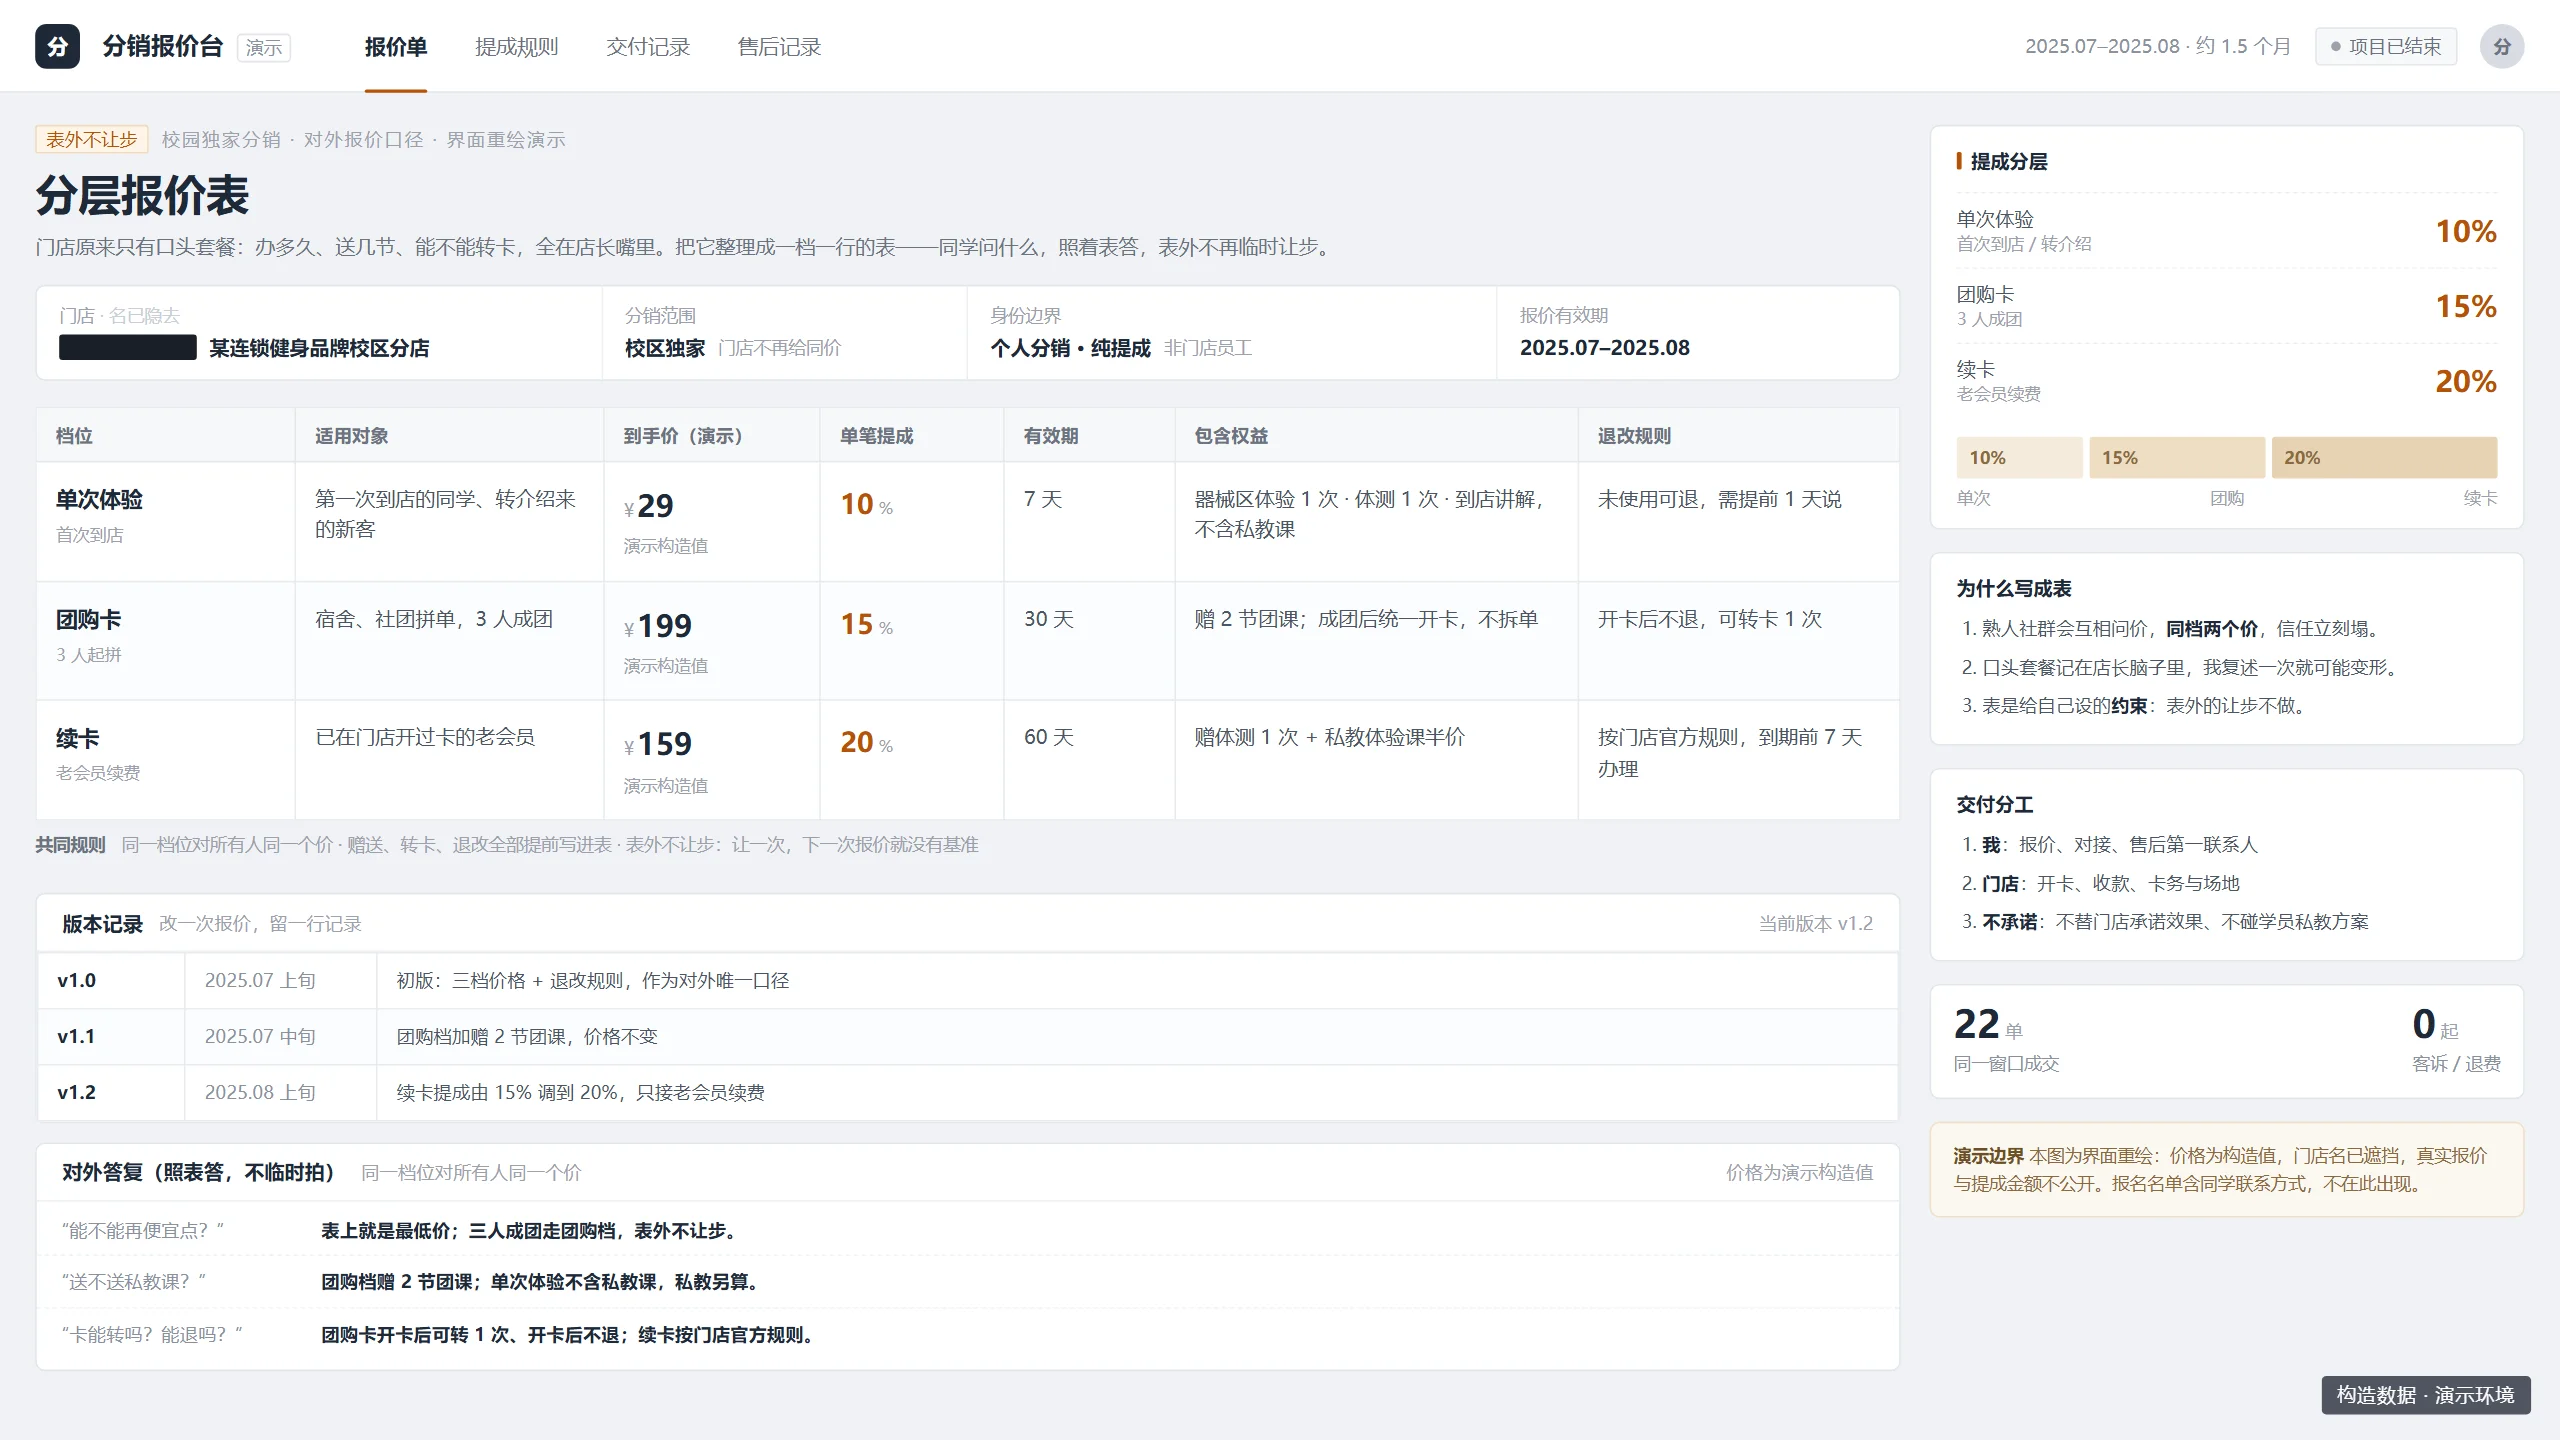 分 分销报价台 演示 报价单 提成规则 交付记录 售后记录 2025.07–2025.08 · 约 1.5 个月 项目已结束 分
表外不让步 校园独家分销 · 对外报价口径 · 界面重绘演示
分层报价表
门店原来只有口头套餐：办多久、送几节、能不能转卡，全在店长嘴里。把它整理成一档一行的表——同学问什么，照着表答，表外不再临时让步。
门店 · 名已隐去
某连锁健身品牌校区分店
分销范围
校区独家 门店不再给同价
身份边界
个人分销 • 纯提成 非门店员工
报价有效期
2025.07–2025.08
档位 适用对象 到手价（演示） 单笔提成 有效期 包含权益 退改规则
单次体验
首次到店
第一次到店的同学、转介绍来
的新客
¥29
演示构造值
10 %
7 天
器械区体验 1 次 · 体测 1 次 · 到店讲解，
不含私教课
未使用可退，需提前 1 天说
团购卡
3 人起拼
宿舍、社团拼单，3 人成团
¥199
演示构造值
15 %
30 天
赠 2 节团课；成团后统一开卡，不拆单
开卡后不退，可转卡 1 次
续卡
老会员续费
已在门店开过卡的老会员
¥159
演示构造值
20 %
60 天
赠体测 1 次 + 私教体验课半价
按门店官方规则，到期前 7 天
办理
共同规则 同一档位对所有人同一个价 · 赠送、转卡、退改全部提前写进表 · 表外不让步：让一次，下一次报价就没有基准
版本记录 改一次报价，留一行记录 当前版本 v1.2
v1.0 2025.07 上旬 初版：三档价格 + 退改规则，作为对外唯一口径
v1.1 2025.07 中旬 团购档加赠 2 节团课，价格不变
v1.2 2025.08 上旬 续卡提成由 15% 调到 20%，只接老会员续费
对外答复（照表答，不临时拍） 同一档位对所有人同一个价 价格为演示构造值
“能不能再便宜点？” 表上就是最低价；三人成团走团购档，表外不让步。
“送不送私教课？” 团购档赠 2 节团课；单次体验不含私教课，私教另算。
“卡能转吗？能退吗？” 团购卡开卡后可转 1 次、开卡后不退；续卡按门店官方规则。
提成分层
单次体验
首次到店 / 转介绍
10%
团购卡
3 人成团
15%
续卡
老会员续费
20%
10% 15% 20%
单次 团购 续卡
为什么写成表
1. 熟人社群会互相问价，同档两个价，信任立刻塌。
2. 口头套餐记在店长脑子里，我复述一次就可能变形。
3. 表是给自己设的约束：表外的让步不做。
交付分工
1. 我：报价、对接、售后第一联系人
2. 门店：开卡、收款、卡务与场地
3. 不承诺：不替门店承诺效果、不碰学员私教方案
22 单
同一窗口成交
0 起
客诉 / 退费
演示边界 本图为界面重绘：价格为构造值，门店名已遮挡，真实报价
与提成金额不公开。报名名单含同学联系方式，不在此出现。
构造数据 · 演示环境